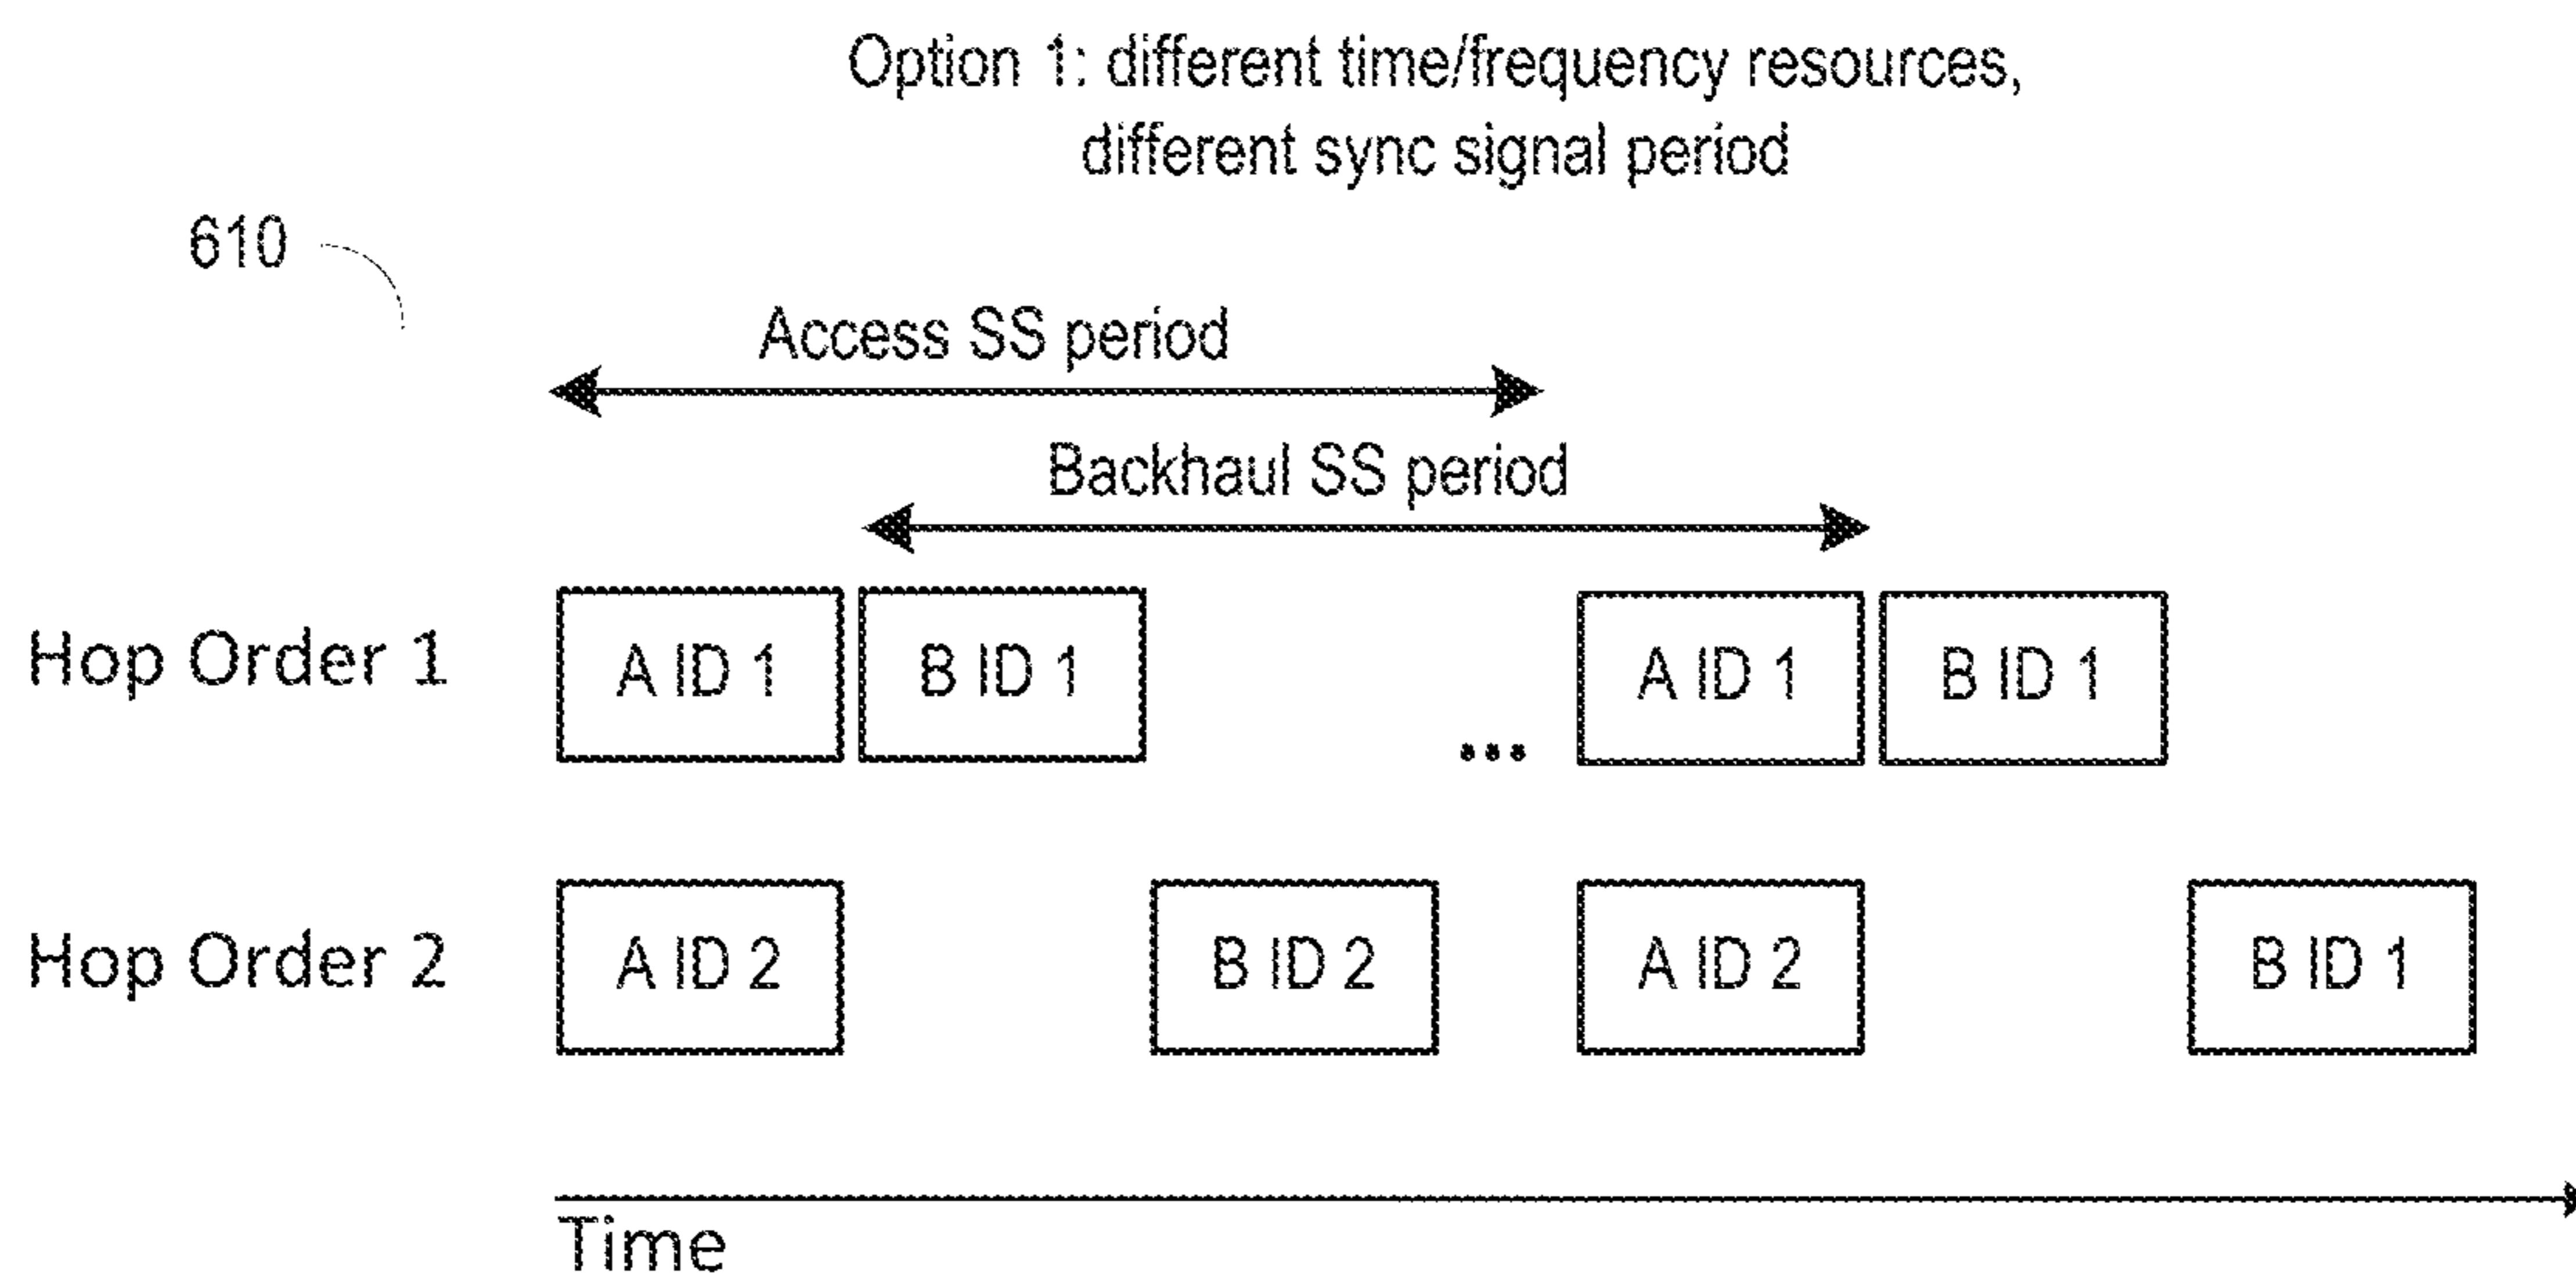 Option 1: different time/frequency resources,
different sync signal period
610
Access SS period
Backhaul SS period
Hop Order 1
A ID 1
B ID 1
...
A ID 1
B ID 1
Hop Order 2
A ID 2
B ID 2
A ID 2
B ID 1
Time